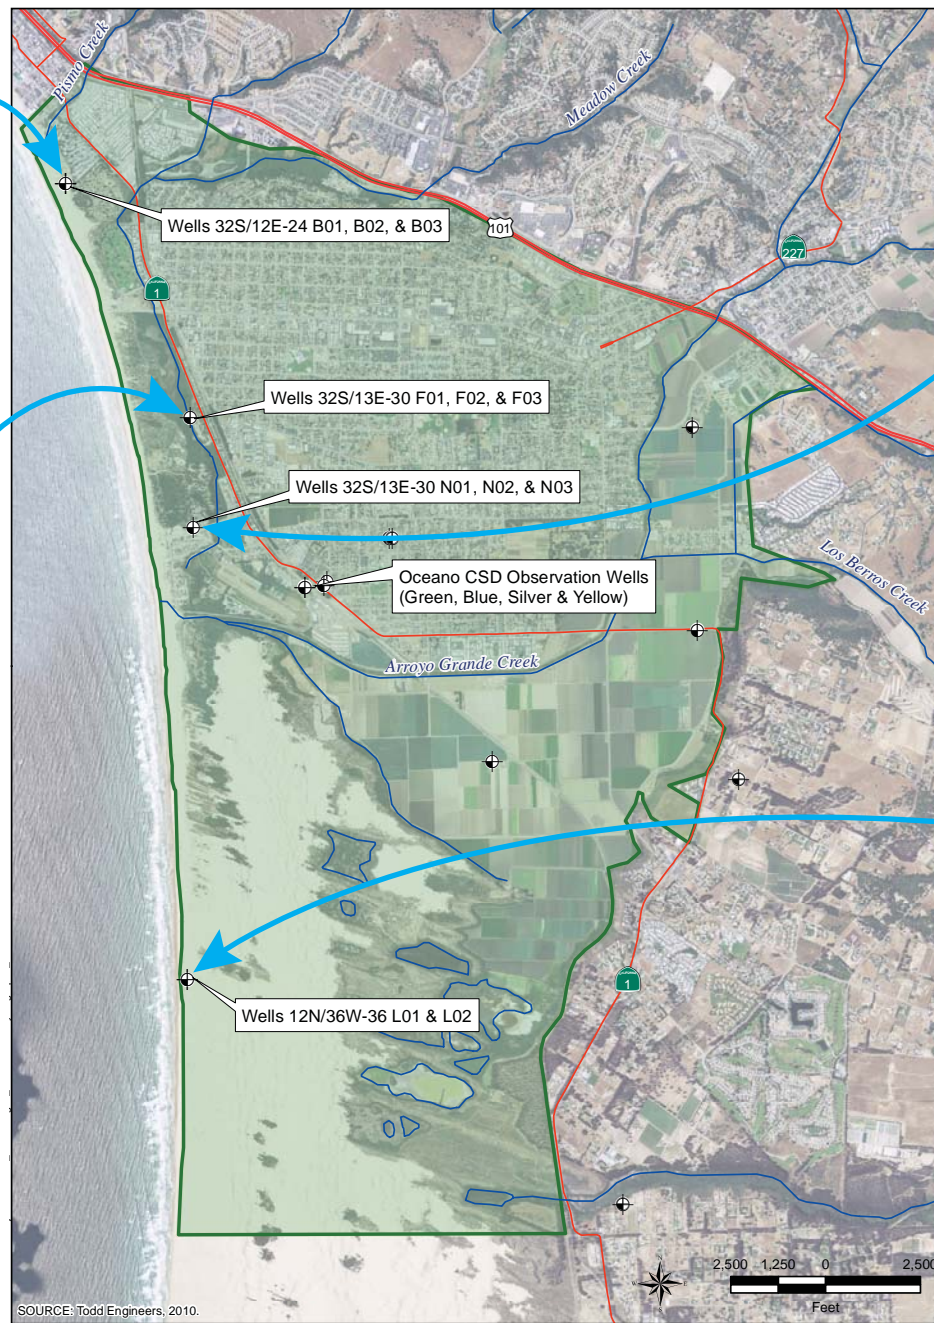 Pismo Creek
Meadow Creek
Wells 32S/12E-24 B01, B02, & B03
101
CALIFORNIA
227
CALIFORNIA
1
Wells 32S/13E-30 F01, F02, & F03
Wells 32S/13E-30 N01, N02, & N03
Oceano CSD Observation Wells
(Green, Blue, Silver & Yellow)
Los Berros Creek
Arroyo Grande Creek
CALIFORNIA
1
Wells 12N/36W-36 L01 & L02
N
W E
S
2,500 1,250 0 2,500
Feet
SOURCE: Todd Engineers, 2010.